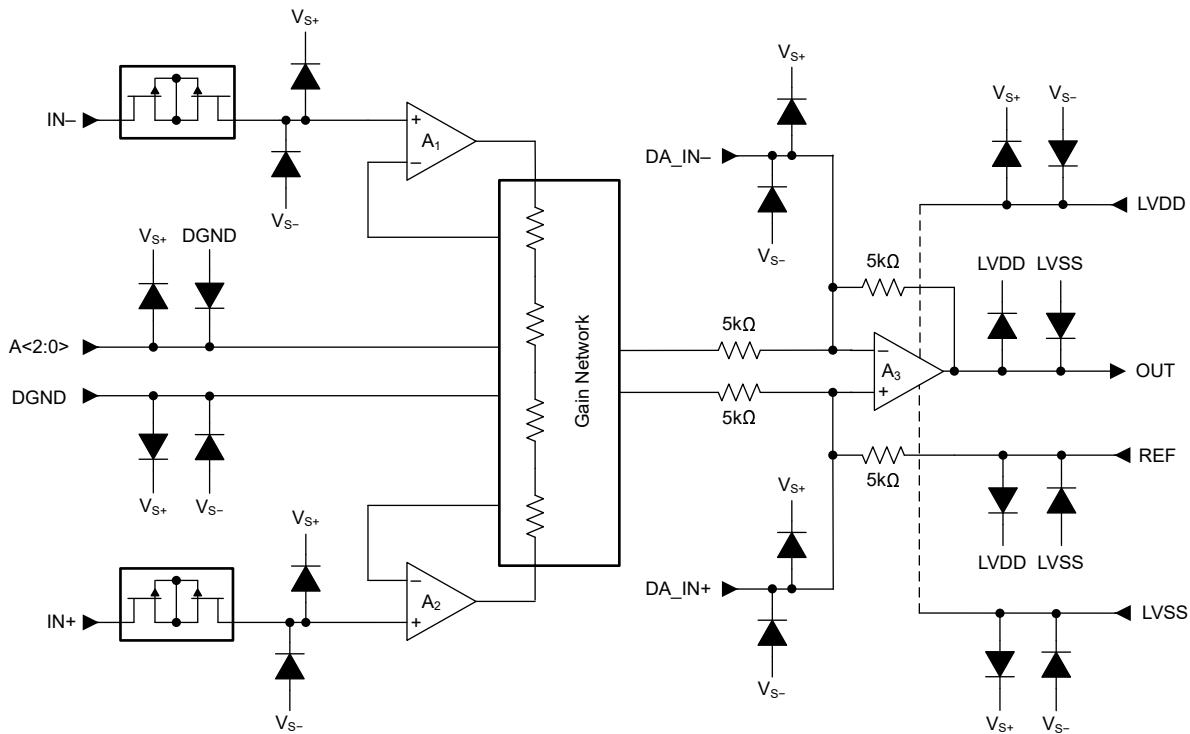 VS+
IN–
A1
+
−
VS−
VS+
DGND
A<2:0>
DGND
VS+
VS−
VS+
IN+
−
A2
+
VS−
Gain Network
VS+
DA_IN–
VS−
5kΩ
5kΩ
5kΩ
−
A3
+
5kΩ
VS+
DA_IN+
VS−
VS+
VS−
LVDD
LVDD
LVSS
OUT
REF
LVDD
LVSS
LVSS
VS+
VS−